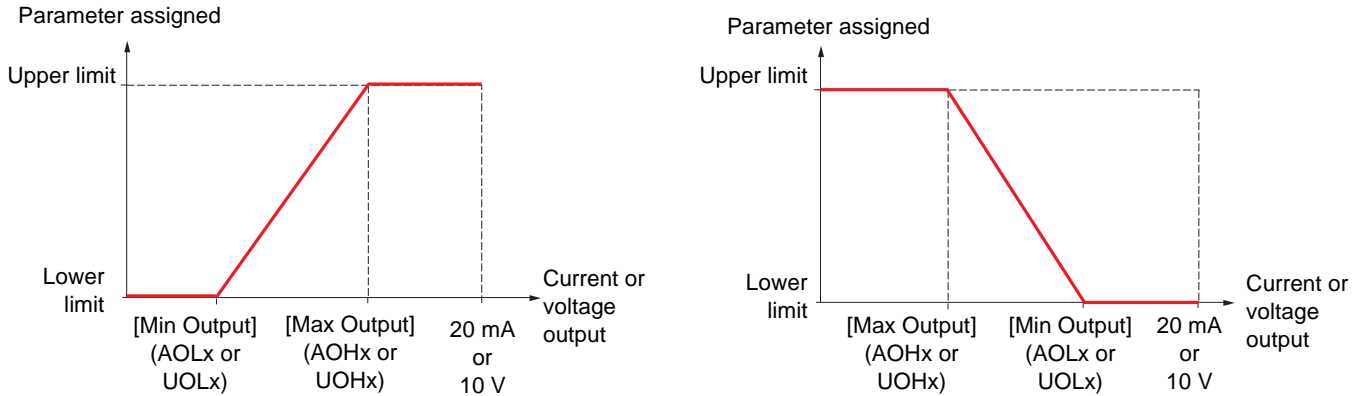 Parameter assigned
Upper limit
Lower
limit
[Min Output]
(AOLx or
UOLx)
[Max Output]
(AOHx or
UOHx)
20 mA
or
10 V
Current or
voltage
output
Parameter assigned
Upper limit
Lower
limit
[Max Output]
(AOHx or
UOHx)
[Min Output]
(AOLx or
UOLx)
20 mA
or
10 V
Current or
voltage
output